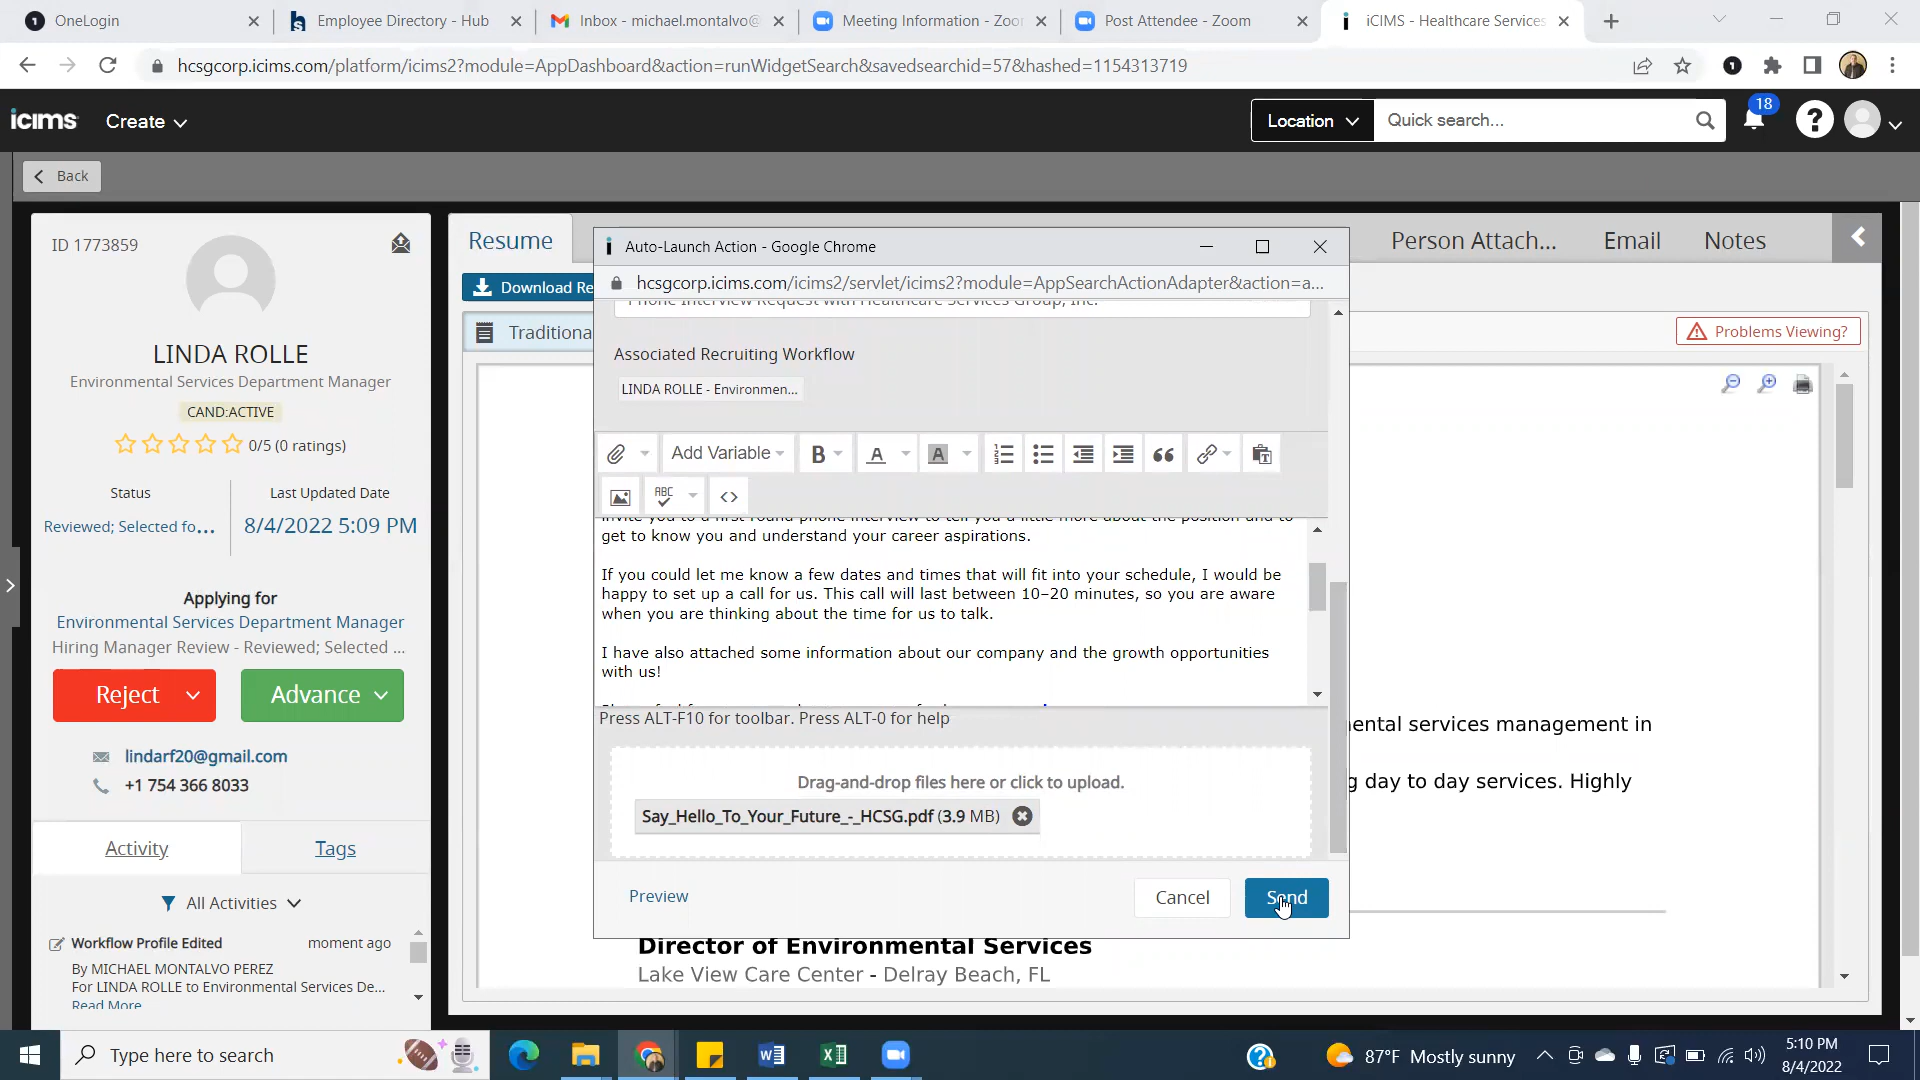 OneLogin
Employee Directory - Hub
Inbox - michael.montalvo@
Meeting Information - Zoo
Post Attendee - Zoom
iCIMS - Healthcare Services
hcsgcorp.icims.com/platform/icims2?module=AppDashboard&action=runWidgetSearch&savedsearchid=57&hashed=1154313719
icims
Create
Location
Quick search...
18
Back
ID 1773859
LINDA ROLLE
Environmental Services Department Manager
CAND:ACTIVE
0/5 (0 ratings)
Status
Last Updated Date
Reviewed; Selected fo...
8/4/2022 5:09 PM
Applying for
Environmental Services Department Manager
Hiring Manager Review - Reviewed; Selected ...
Reject
Advance
lindarf20@gmail.com
+1 754 366 8033
Activity
Tags
All Activities
Workflow Profile Edited
moment ago
By MICHAEL MONTALVO PEREZ
For LINDA ROLLE to Environmental Services De...
Read More
Resume
Person Attach...
Email
Notes
Download Re
Traditiona
Problems Viewing?
Auto-Launch Action - Google Chrome
hcsgcorp.icims.com/icims2/servlet/icims2?module=AppSearchActionAdapter&action=a...
Phone Interview Request with Healthcare Services Group, Inc.
Associated Recruiting Workflow
LINDA ROLLE - Environmen...
Add Variable
B
A
A
ABC
invite you to a first round phone interview to tell you a little more about the position and to
get to know you and understand your career aspirations.
If you could let me know a few dates and times that will fit into your schedule, I would be
happy to set up a call for us. This call will last between 10–20 minutes, so you are aware
when you are thinking about the time for us to talk.
I have also attached some information about our company and the growth opportunities
with us!
Press ALT-F10 for toolbar. Press ALT-0 for help
Drag-and-drop files here or click to upload.
Say_Hello_To_Your_Future_-_HCSG.pdf (3.9 MB)
Preview
Cancel
Send
ental services management in
g day to day services. Highly
Director of Environmental Services
Lake View Care Center - Delray Beach, FL
Type here to search
87°F Mostly sunny
5:10 PM
8/4/2022